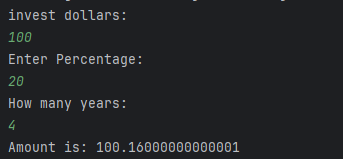 invest dollars:
100
Enter Percentage:
20
How many years:
4
Amount is: 100.16000000000001